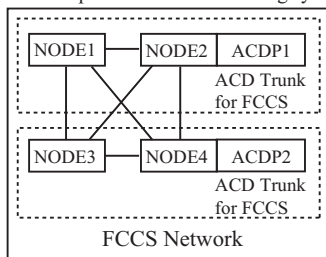 NODE1 NODE2 ACDP1
ACD Trunk
for FCCS
NODE3 NODE4 ACDP2
ACD Trunk
for FCCS
FCCS Network